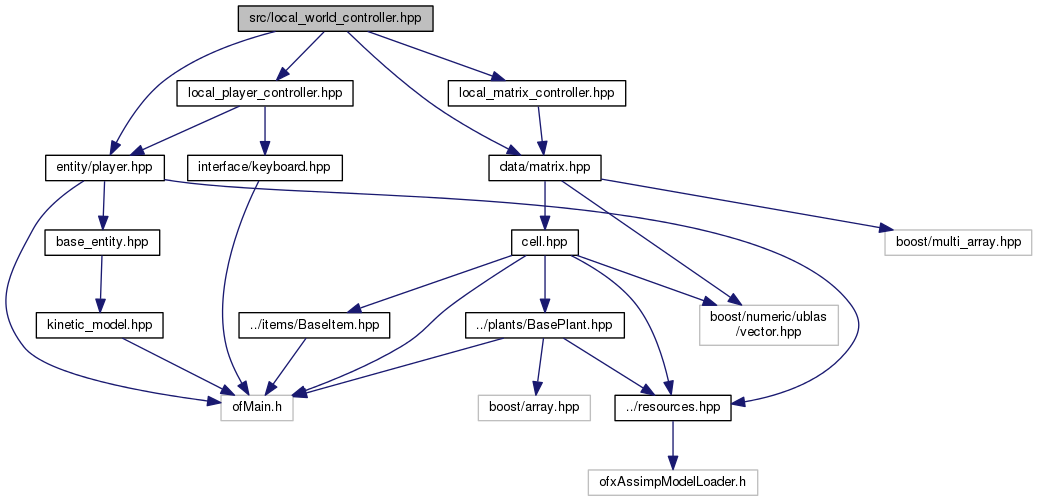 src/local_world_controller.hpp
local_player_controller.hpp
local_matrix_controller.hpp
entity/player.hpp
interface/keyboard.hpp
data/matrix.hpp
base_entity.hpp
cell.hpp
boost/multi_array.hpp
kinetic_model.hpp
../items/BaseItem.hpp
../plants/BasePlant.hpp
boost/numeric/ublas
/vector.hpp
ofMain.h
boost/array.hpp
../resources.hpp
ofxAssimpModelLoader.h